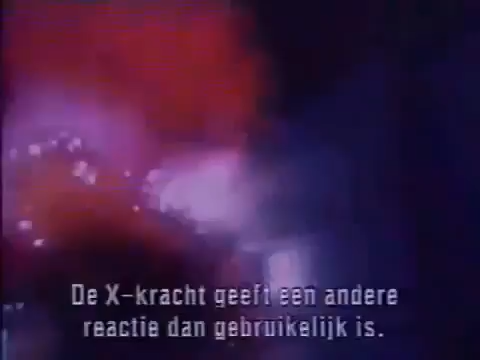 De X-kracht geeft een andere
reactie dan gebruikelijk is.